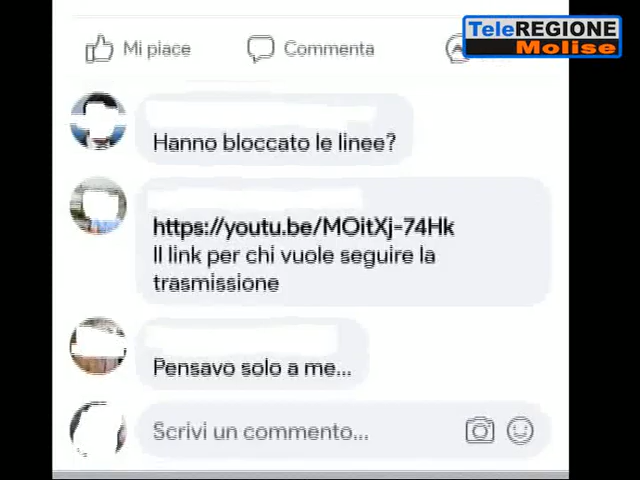 TeleREGIONE
Molise
Mi piace
Commenta
Hanno bloccato le linee?
https://youtu.be/MOitXj-74Hk
Il link per chi vuole seguire la
trasmissione
Pensavo solo a me...
Scrivi un commento...